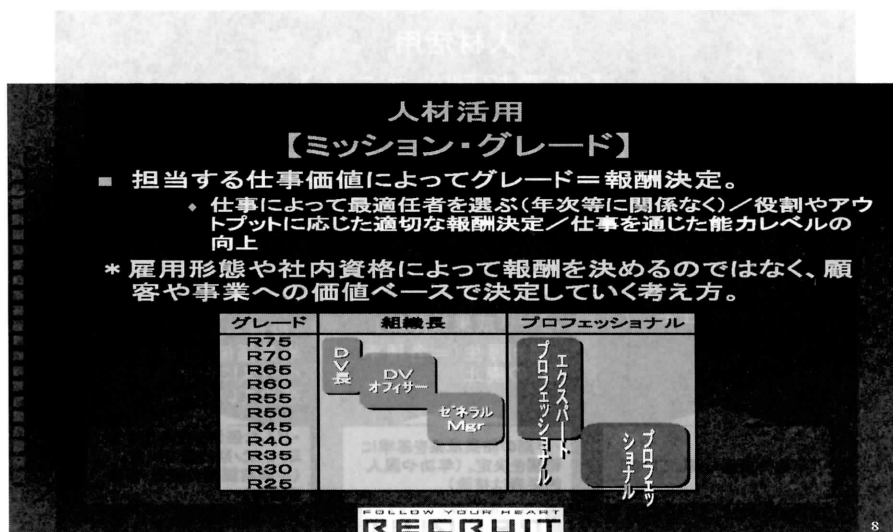 人材活用
【ミッション・グレード】
■ 担当する仕事価値によってグレード＝報酬決定。
◆ 仕事によって最適任者を選ぶ（年次等に関係なく）／役割やアウ
トプットに応じた適切な報酬決定／仕事を通じた能力レベルの
向上
＊雇用形態や社内資格によって報酬を決めるのではなく、顧
客や事業への価値ベースで決定していく考え方。
グレード 組織長 プロフェッショナル
R75
R70
R65
R60
R55
R50
R45
R40
R35
R30
R25
DV長
DV
オフィサー
ゼネラル
Mgr
エクスパート
プロフェッショナル
プロフェッ
ショナル
FOLLOW YOUR HEART
RECRUIT
8